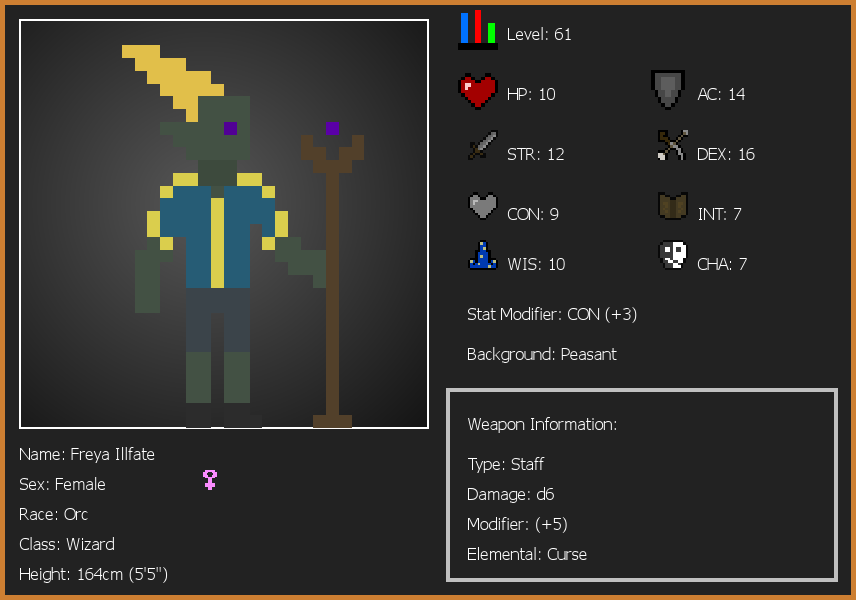 Level: 61
HP: 10
AC: 14
STR: 12
DEX: 16
CON: 9
INT: 7
WIS: 10
CHA: 7
Stat Modifier: CON (+3)
Background: Peasant
Weapon Information:
Type: Staff
Damage: d6
Modifier: (+5)
Elemental: Curse
Name: Freya Illfate
Sex: Female
Race: Orc
Class: Wizard
Height: 164cm (5'5")